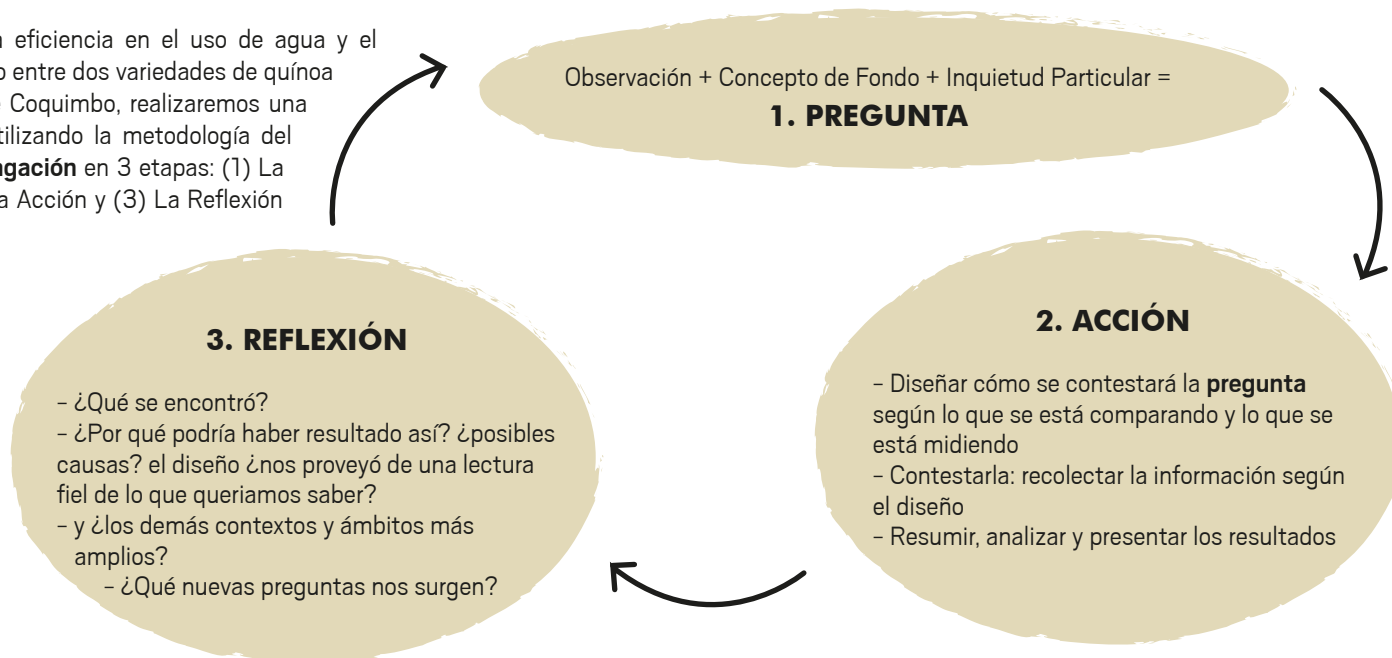 eficiencia en el uso de agua y el
entre dos variedades de quínoa
Coquimbo, realizaremos una
utilizando la metodología del
en 3 etapas: (1) La
Acción y (3) La Reflexión
Observación + Concepto de Fondo + Inquietud Particular =
1. PREGUNTA
2. ACCIÓN
– Diseñar cómo se contestará la pregunta
según lo que se está comparando y lo que se
está midiendo
– Contestarla: recolectar la información según
el diseño
– Resumir, analizar y presentar los resultados
3. REFLEXIÓN
– ¿Qué se encontró?
– ¿Por qué podría haber resultado así? ¿posibles
causas? el diseño ¿nos proveyó de una lectura
fiel de lo que queriamos saber?
– y ¿los demás contextos y ámbitos más
amplios?
– ¿Qué nuevas preguntas nos surgen?